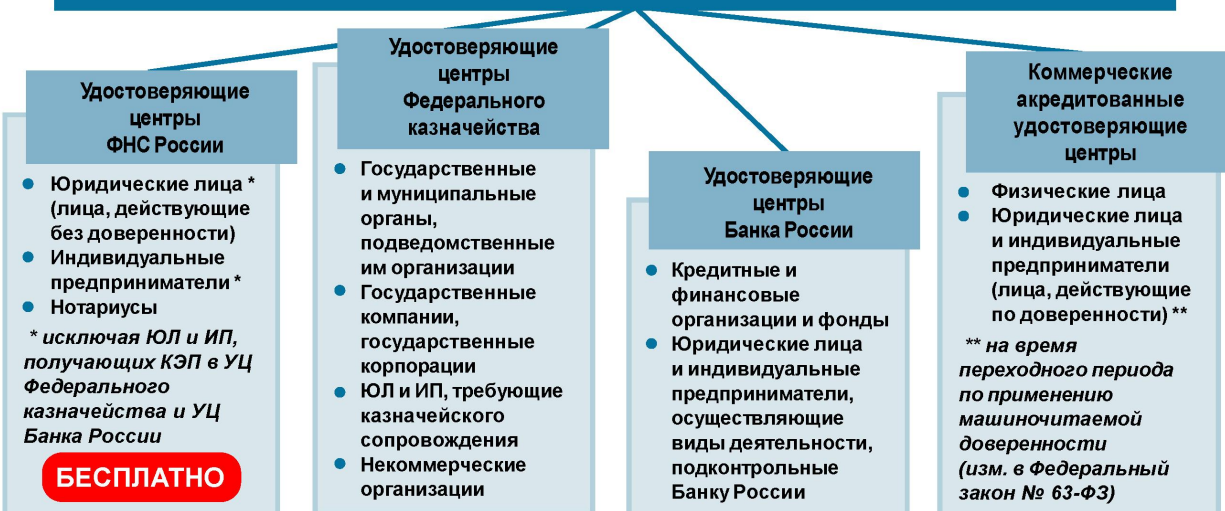 Удостоверяющие
центры
ФНС России
Юридические лица *
(лица, действующие
без доверенности)
Индивидуальные
предприниматели *
Нотариусы
* исключая ЮЛ и ИП,
получающих КЭП в УЦ
Федерального
казначейства и УЦ
Банка России
БЕСПЛАТНО
Удостоверяющие
центры
Федерального
казначейства
Государственные
и муниципальные
органы,
подведомственные
им организации
Государственные
компании,
государственные
корпорации
ЮЛ и ИП, требующие
казначейского
сопровождения
Некоммерческие
организации
Удостоверяющие
центры
Банка России
Кредитные и
финансовые
организации и фонды
Юридические лица
и индивидуальные
предприниматели,
осуществляющие
виды деятельности,
подконтрольные
Банку России
Коммерческие
акредитованные
удостоверяющие
центры
Физические лица
Юридические лица
и индивидуальные
предприниматели
(лица, действующие
по доверенности) **
** на время
переходного периода
по применению
машиночитаемой
доверенности
(изм. в Федеральный
закон № 63-ФЗ)